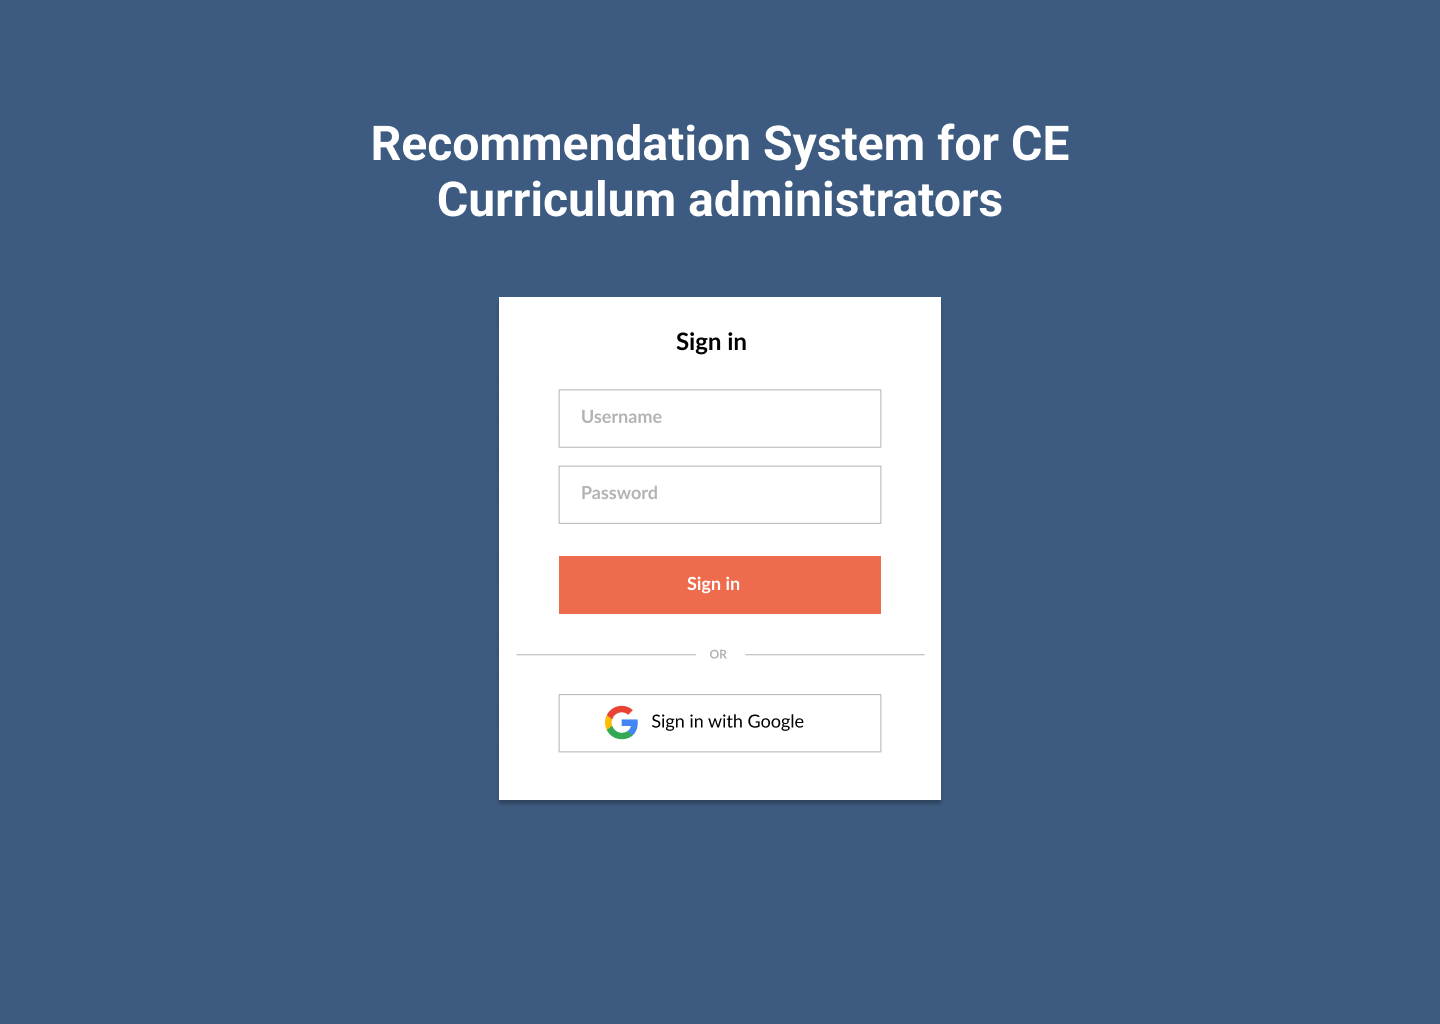 Recommendation System for CE
Curriculum administrators
Sign in
Username
Password
Sign in
OR
Sign in with Google